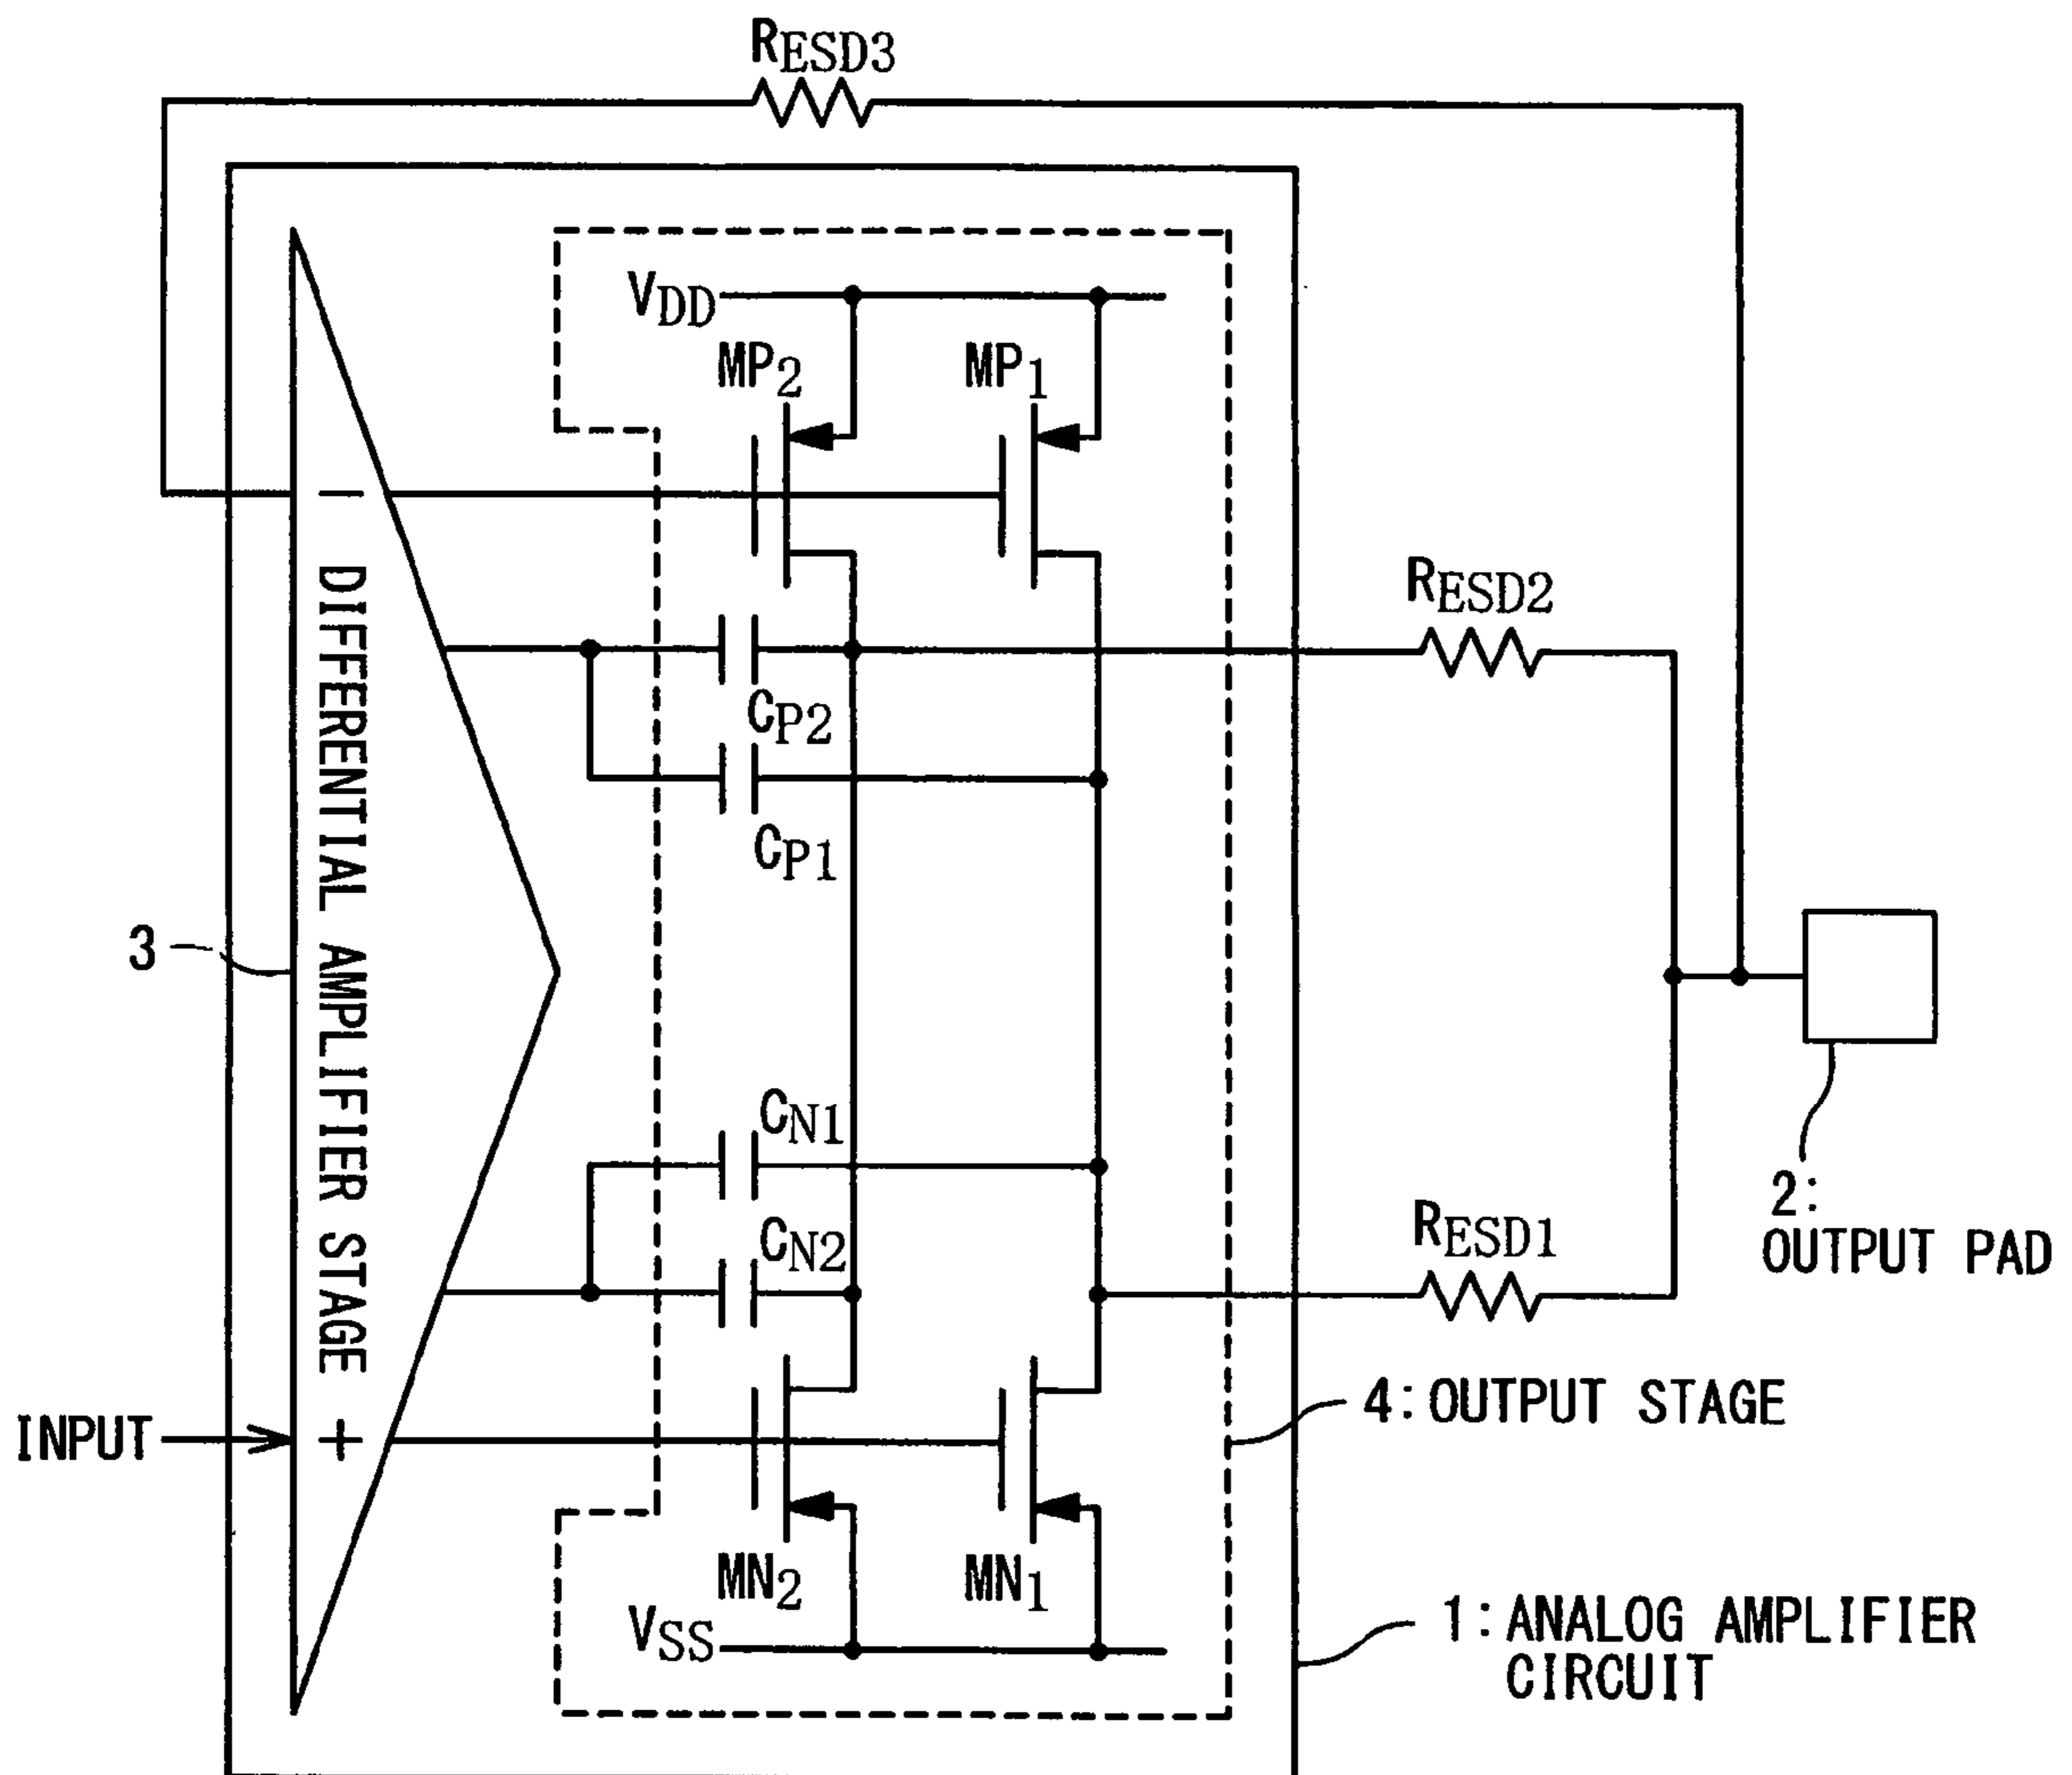 RESD3
VDD
MP2
MP1
−
RESD2
CP2
CP1
DIFFERENTIAL AMPLIFIER STAGE
3
CN1
CN2
RESD1
2:
OUTPUT PAD
INPUT
+
4:OUTPUT STAGE
MN2
MN1
VSS
1:ANALOG AMPLIFIER
CIRCUIT